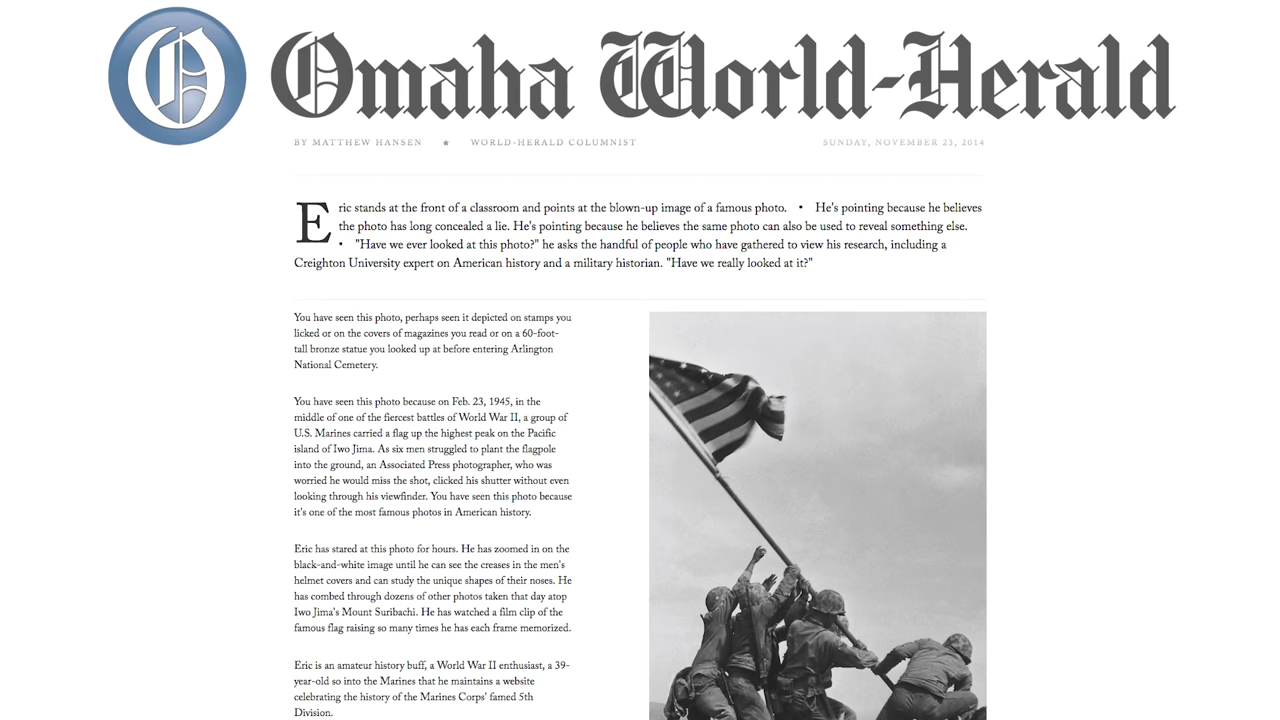 O Omaha World-Herald
BY MATTHEW HANSEN ★ WORLD-HERALD COLUMNIST SUNDAY, NOVEMBER 23, 2014
Eric stands at the front of a classroom and points at the blown-up image of a famous photo. • He's pointing because he believes
the photo has long concealed a lie. He's pointing because he believes the same photo can also be used to reveal something else.
• "Have we ever looked at this photo?" he asks the handful of people who have gathered to view his research, including a
Creighton University expert on American history and a military historian. "Have we really looked at it?"
You have seen this photo, perhaps seen it depicted on stamps you
licked or on the covers of magazines you read or on a 60-foot-
tall bronze statue you looked up at before entering Arlington
National Cemetery.
You have seen this photo because on Feb. 23, 1945, in the
middle of one of the fiercest battles of World War II, a group of
U.S. Marines carried a flag up the highest peak on the Pacific
island of Iwo Jima. As six men struggled to plant the flagpole
into the ground, an Associated Press photographer, who was
worried he would miss the shot, clicked his shutter without even
looking through his viewfinder. You have seen this photo because
it's one of the most famous photos in American history.
Eric has stared at this photo for hours. He has zoomed in on the
black-and-white image until he can see the creases in the men's
helmet covers and can study the unique shapes of their noses. He
has combed through dozens of other photos taken that day atop
Iwo Jima's Mount Suribachi. He has watched a film clip of the
famous flag raising so many times he has each frame memorized.
Eric is an amateur history buff, a World War II enthusiast, a 39-
year-old so into the Marines that he maintains a website
celebrating the history of the Marines Corps' famed 5th
Division.